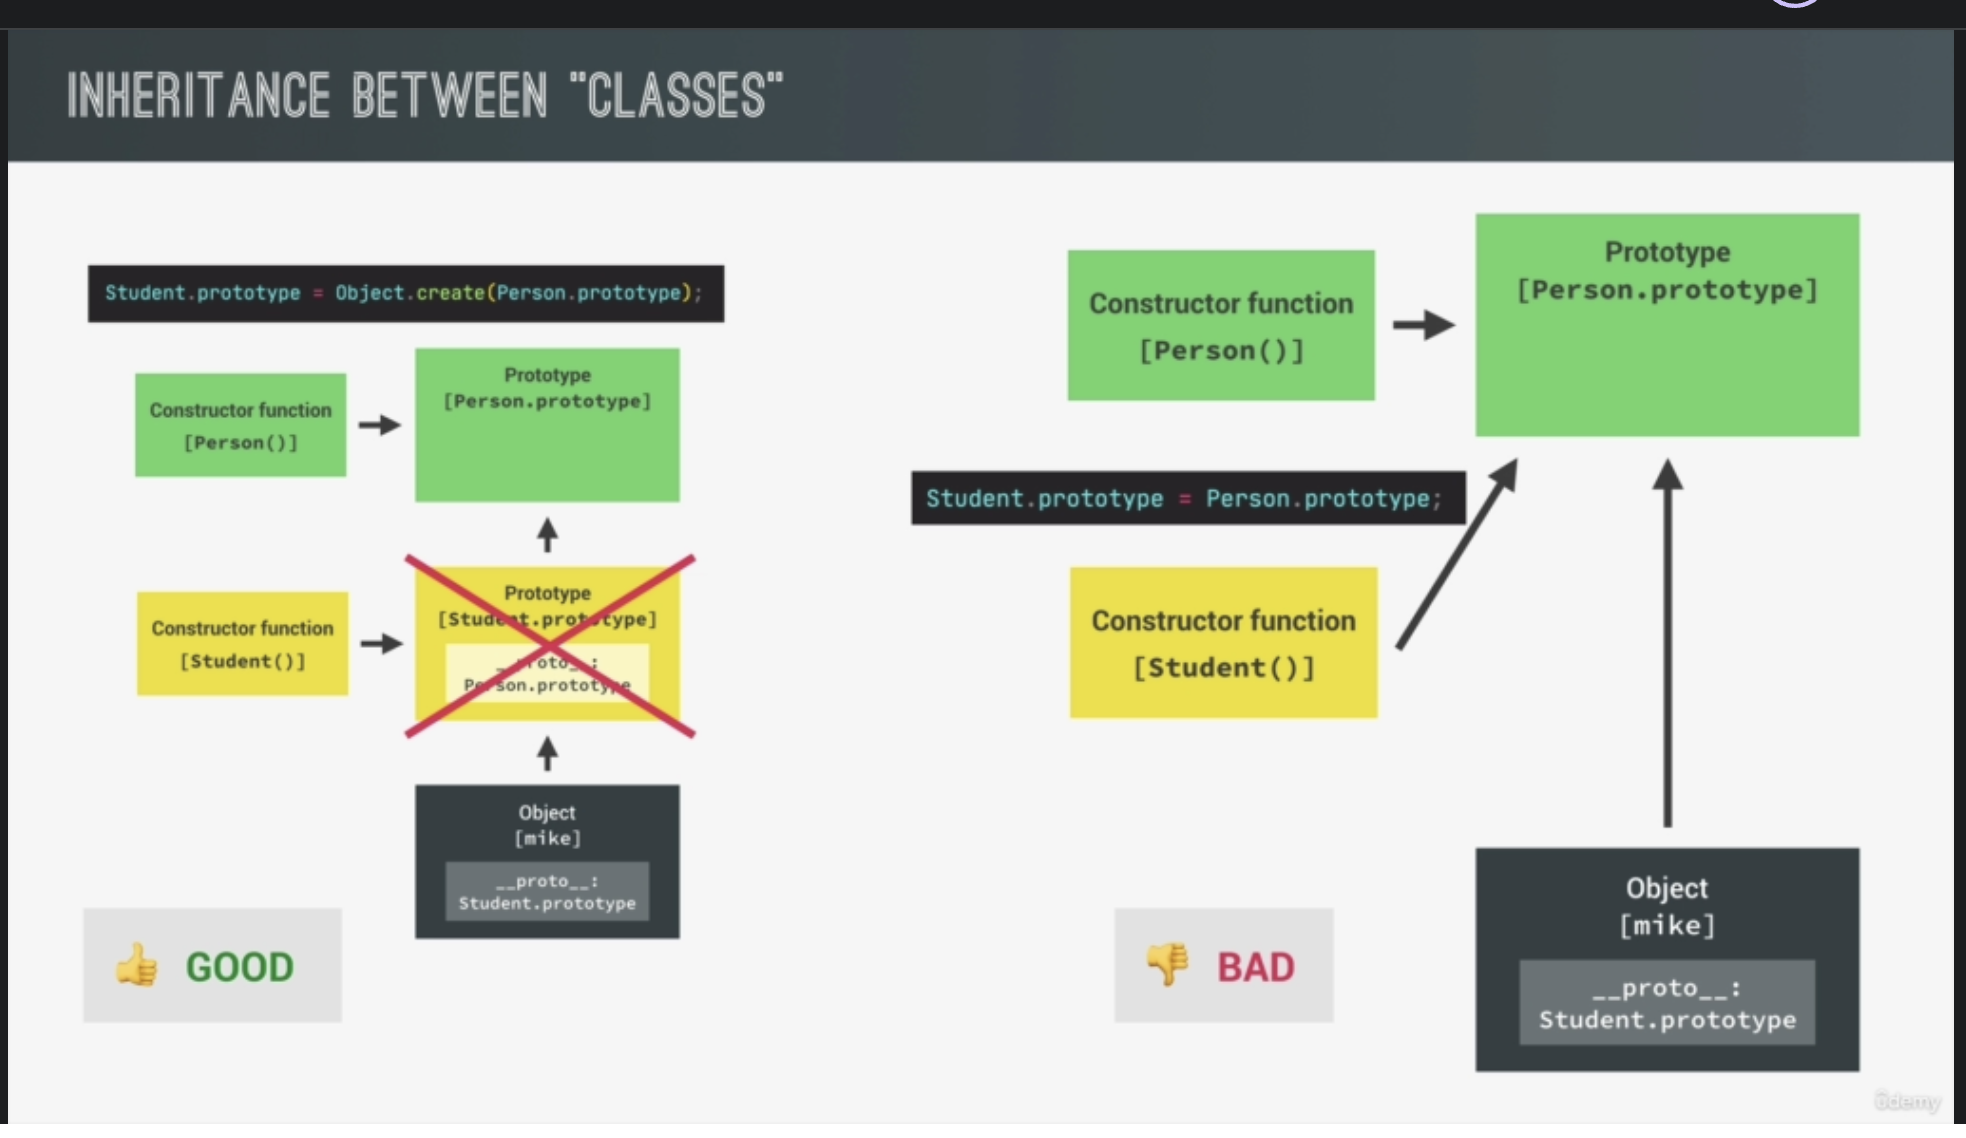 INHERITANCE BETWEEN "CLASSES"
Student.prototype = Object.create(Person.prototype);
Constructor function
[Person()]
Prototype
[Person.prototype]
Constructor function
[Student()]
Prototype
[Student.prototype]
__proto__:
Person.prototype
Object
[mike]
__proto__:
Student.prototype
GOOD
Constructor function
[Person()]
Prototype
[Person.prototype]
Student.prototype = Person.prototype;
Constructor function
[Student()]
Object
[mike]
__proto__:
Student.prototype
BAD
ûdemy